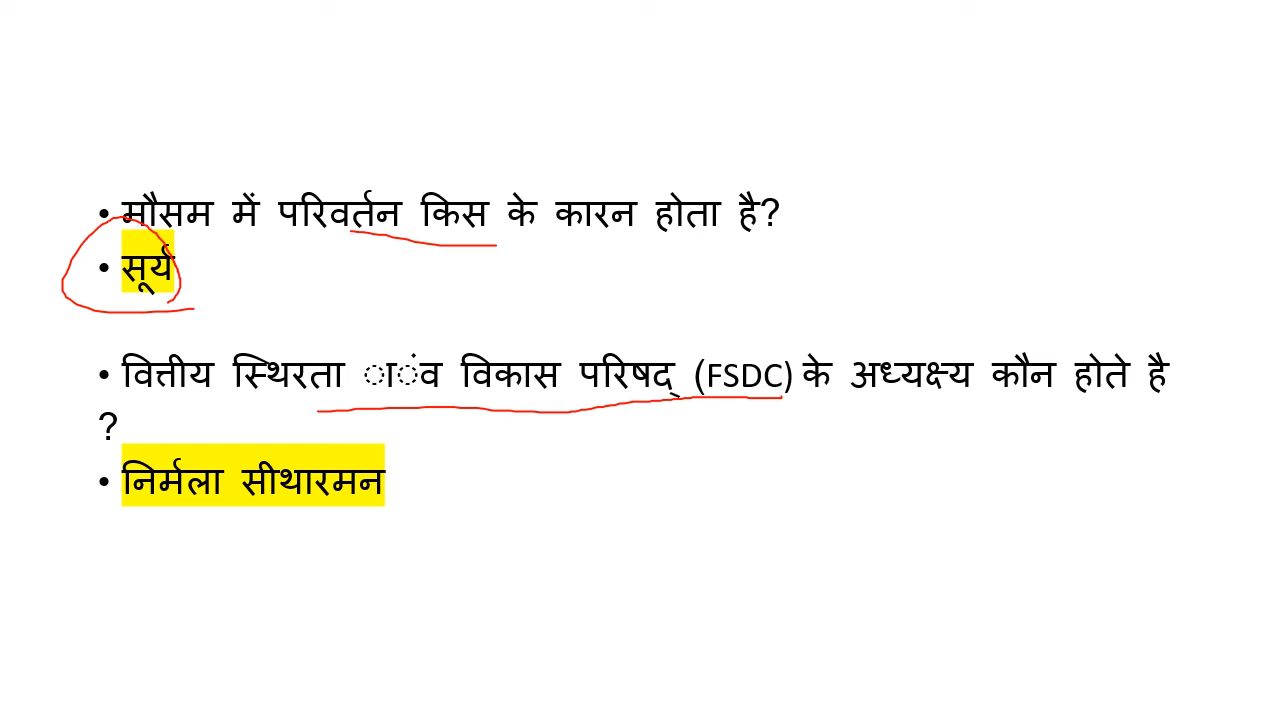 • मौसम में परिवर्तन किस के कारन होता है?
• सूर्य
• वित्तीय स्थिरता ाांव विकास परिषद् (FSDC) के अध्यक्ष्य कौन होते है
?
• निर्मला सीथारमन